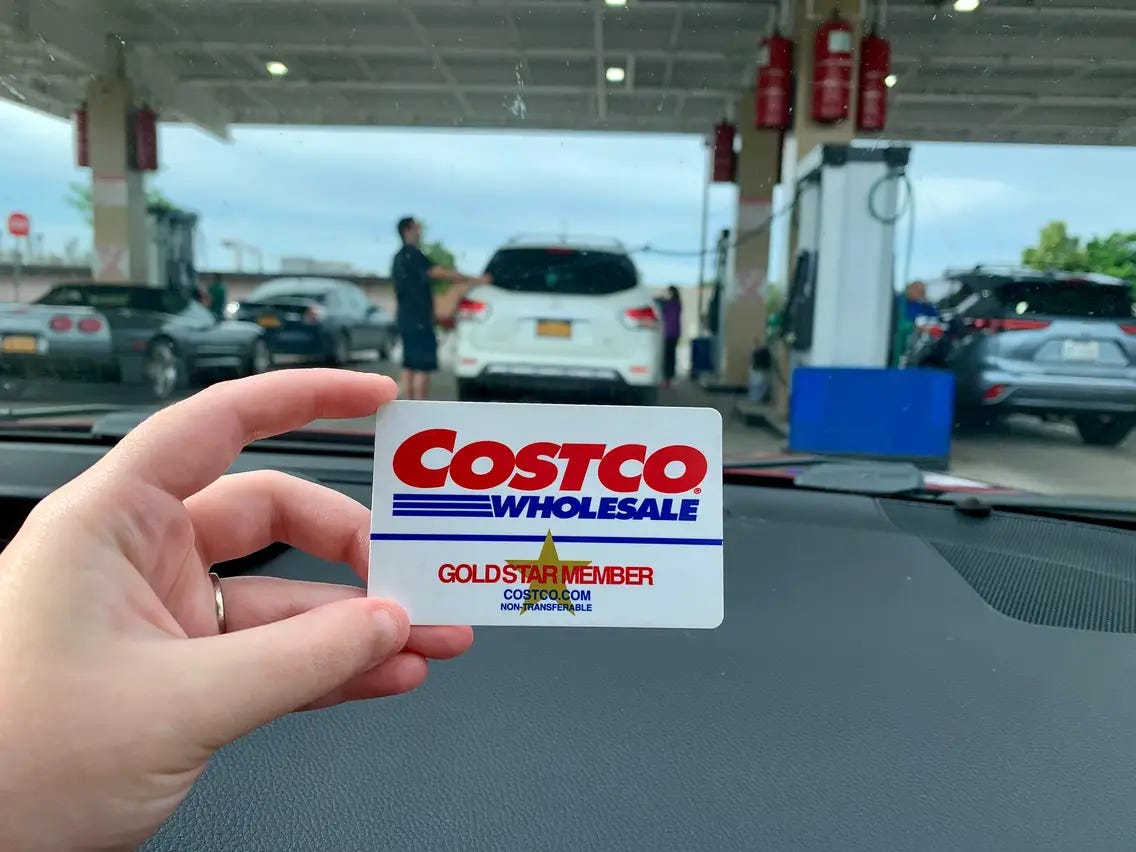 COSTCO
WHOLESALE
GOLD STAR MEMBER
COSTCO.COM
NON-TRANSFERABLE